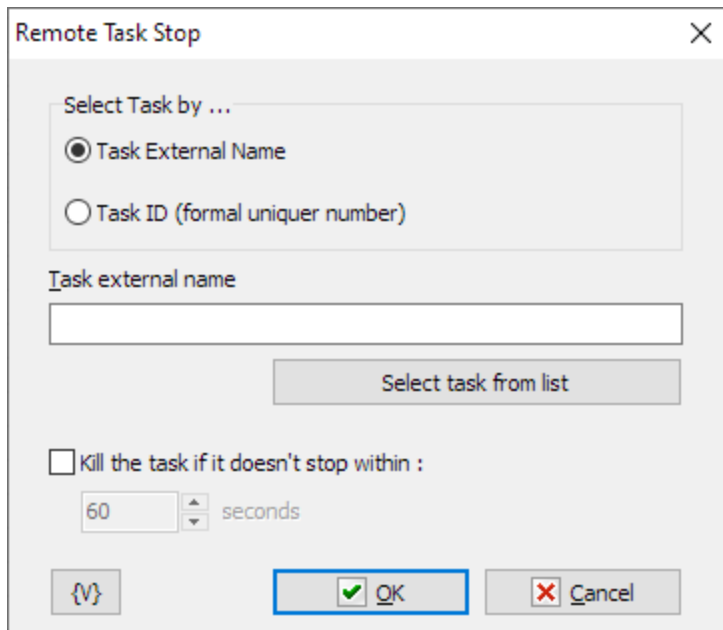 Remote Task Stop
Select Task by ...
Task External Name
Task ID (formal uniquer number)
Task external name
Select task from list
Kill the task if it doesn't stop within :
60 seconds
{V} OK Cancel